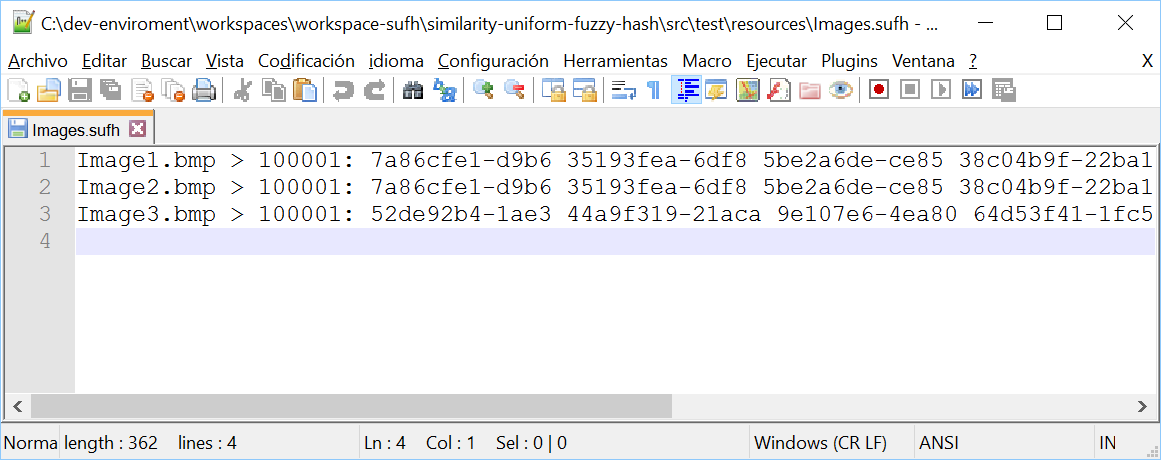 C:\dev-enviroment\workspaces\workspace-sufh\similarity-uniform-fuzzy-hash\src\test\resources\Images.sufh - ...
Archivo Editar Buscar Vista Codificación idioma Configuración Herramientas Macro Ejecutar Plugins Ventana ? X
Images.sufh
1 Image1.bmp > 100001: 7a86cfe1-d9b6 35193fea-6df8 5be2a6de-ce85 38c04b9f-22ba1
2 Image2.bmp > 100001: 7a86cfe1-d9b6 35193fea-6df8 5be2a6de-ce85 38c04b9f-22ba1
3 Image3.bmp > 100001: 52de92b4-1ae3 44a9f319-21aca 9e107e6-4ea80 64d53f41-1fc5
4
Norma length : 362 lines : 4 Ln : 4 Col : 1 Sel : 0 | 0 Windows (CR LF) ANSI IN